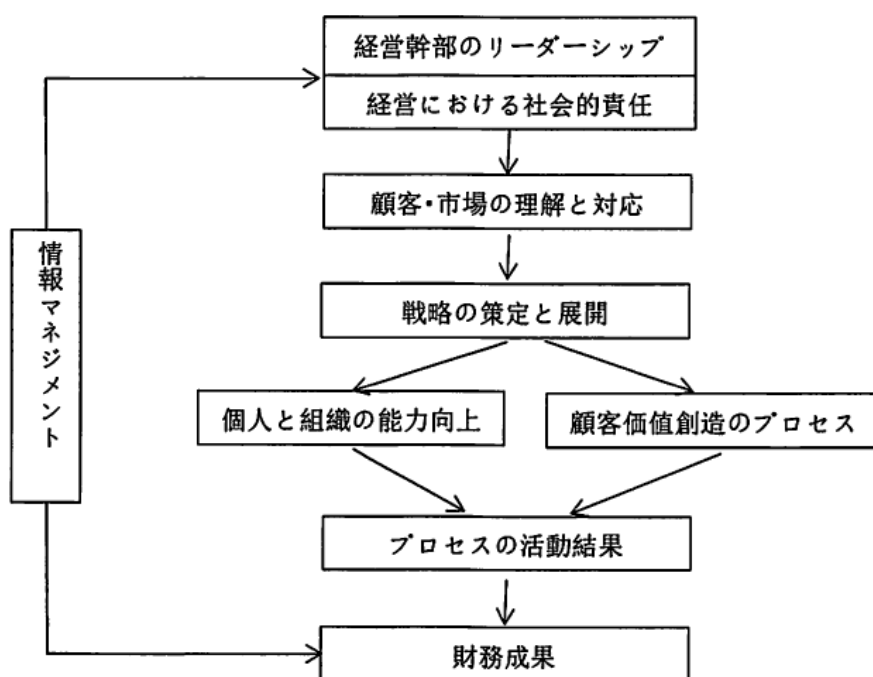 経営幹部のリーダーシップ
経営における社会的責任
顧客・市場の理解と対応
情報マネジメント
戦略の策定と展開
個人と組織の能力向上
顧客価値創造のプロセス
プロセスの活動結果
財務成果